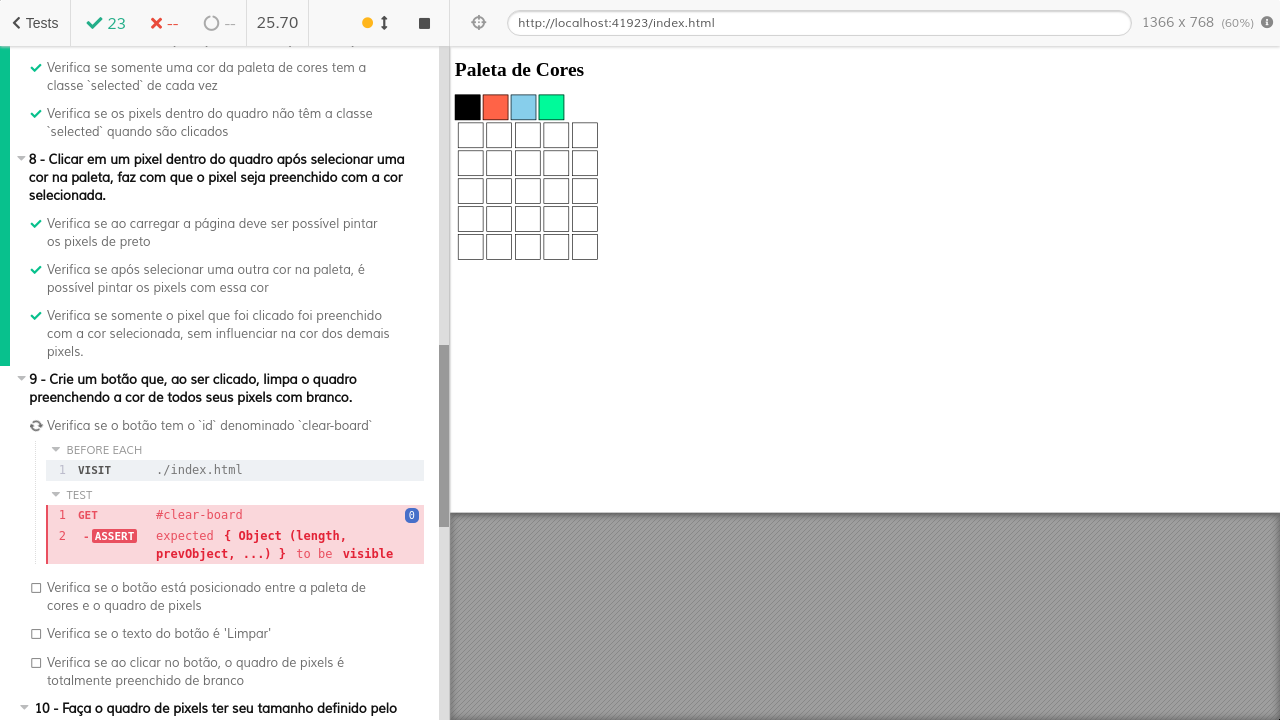 Tests
23
--
--
25.70
http://localhost:41923/index.html
1366 x 768 (60%)
Verifica se somente uma cor da paleta de cores tem a
classe `selected` de cada vez
Verifica se os pixels dentro do quadro não têm a classe
`selected` quando são clicados
8 - Clicar em um pixel dentro do quadro após selecionar uma
cor na paleta, faz com que o pixel seja preenchido com a cor
selecionada.
Verifica se ao carregar a página deve ser possível pintar
os pixels de preto
Verifica se após selecionar uma outra cor na paleta, é
possível pintar os pixels com essa cor
Verifica se somente o pixel que foi clicado foi preenchido
com a cor selecionada, sem influenciar na cor dos demais
pixels.
9 - Crie um botão que, ao ser clicado, limpa o quadro
preenchendo a cor de todos seus pixels com branco.
Verifica se o botão tem o `id` denominado `clear-board`
BEFORE EACH
1 VISIT ./index.html
TEST
1 GET #clear-board 0
2 -ASSERT expected { Object (length,
prevObject, ...) } to be visible
Verifica se o botão está posicionado entre a paleta de
cores e o quadro de pixels
Verifica se o texto do botão é 'Limpar'
Verifica se ao clicar no botão, o quadro de pixels é
totalmente preenchido de branco
10 - Faça o quadro de pixels ter seu tamanho definido pelo
Paleta de Cores